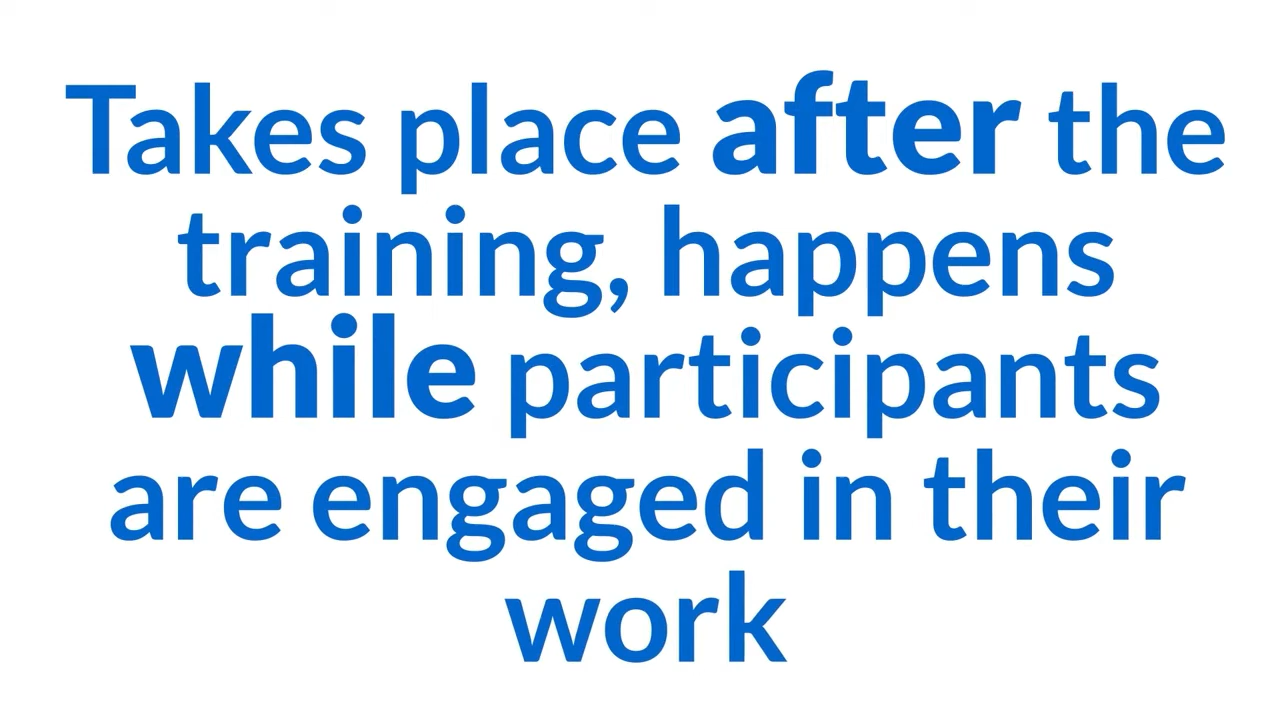 Takes place after the
training, happens
while participants
are engaged in their
work